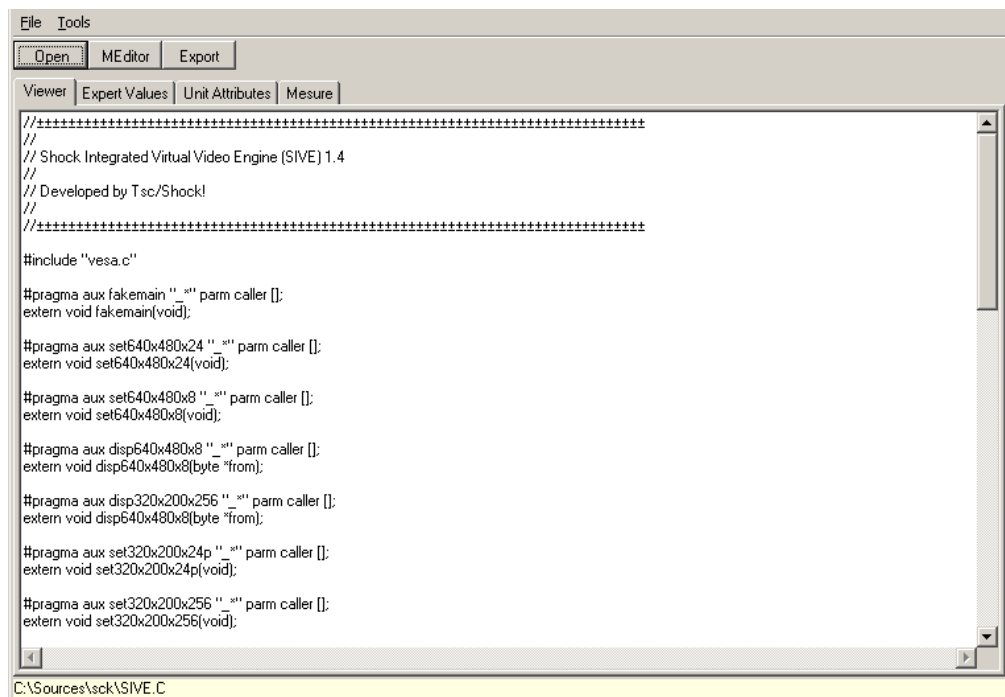 File Tools
Open MEditor Export
Viewer Expert Values Unit Attributes Mesure
//±±±±±±±±±±±±±±±±±±±±±±±±±±±±±±±±±±±±±±±±±±±±±±±±±±±±±±±±±±±±±±±±±±±±±±±±±±±±
//
// Shock Integrated Virtual Video Engine (SIVE) 1.4
//
// Developed by Tsc/Shock!
//
//±±±±±±±±±±±±±±±±±±±±±±±±±±±±±±±±±±±±±±±±±±±±±±±±±±±±±±±±±±±±±±±±±±±±±±±±±±±±
#include "vesa.c"
#pragma aux fakemain "_*" parm caller [];
extern void fakemain(void);
#pragma aux set640x480x24 "_*" parm caller [];
extern void set640x480x24(void);
#pragma aux set640x480x8 "_*" parm caller [];
extern void set640x480x8(void);
#pragma aux disp640x480x8 "_*" parm caller [];
extern void disp640x480x8(byte *from);
#pragma aux disp320x200x256 "_*" parm caller [];
extern void disp640x480x8(byte *from);
#pragma aux set320x200x24p "_*" parm caller [];
extern void set320x200x24p(void);
#pragma aux set320x200x256 "_*" parm caller [];
extern void set320x200x256(void);
C:\Sources\sck\SIVE.C